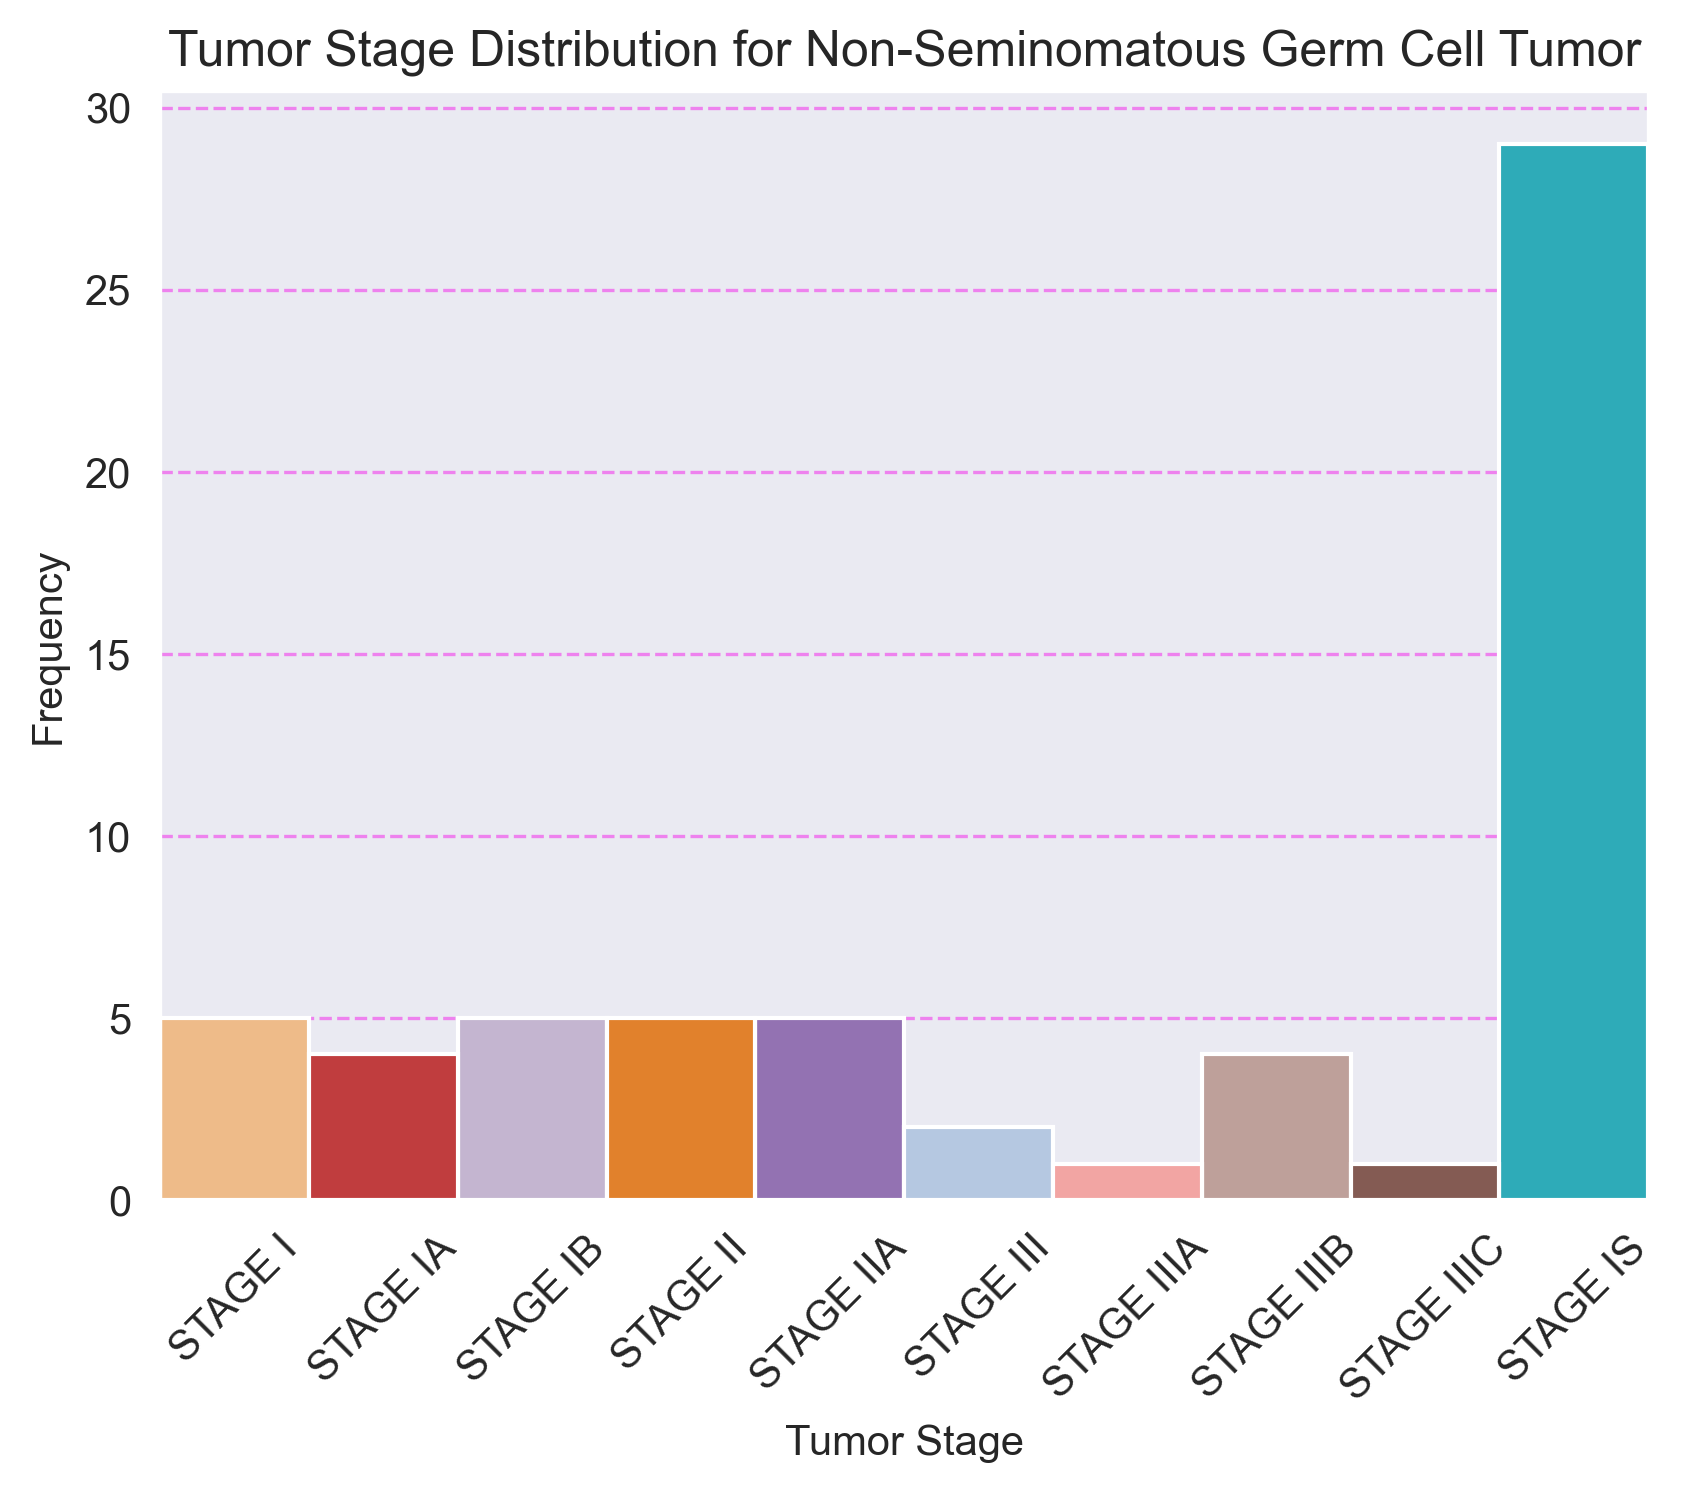 Tumor Stage Distribution for Non-Seminomatous Germ Cell Tumor
30
25
20
15
10
5
0
Frequency
STAGE I
STAGE IA
STAGE IB
STAGE II
STAGE IIA
STAGE III
STAGE IIIA
STAGE IIIB
STAGE IIIC
STAGE IS
Tumor Stage